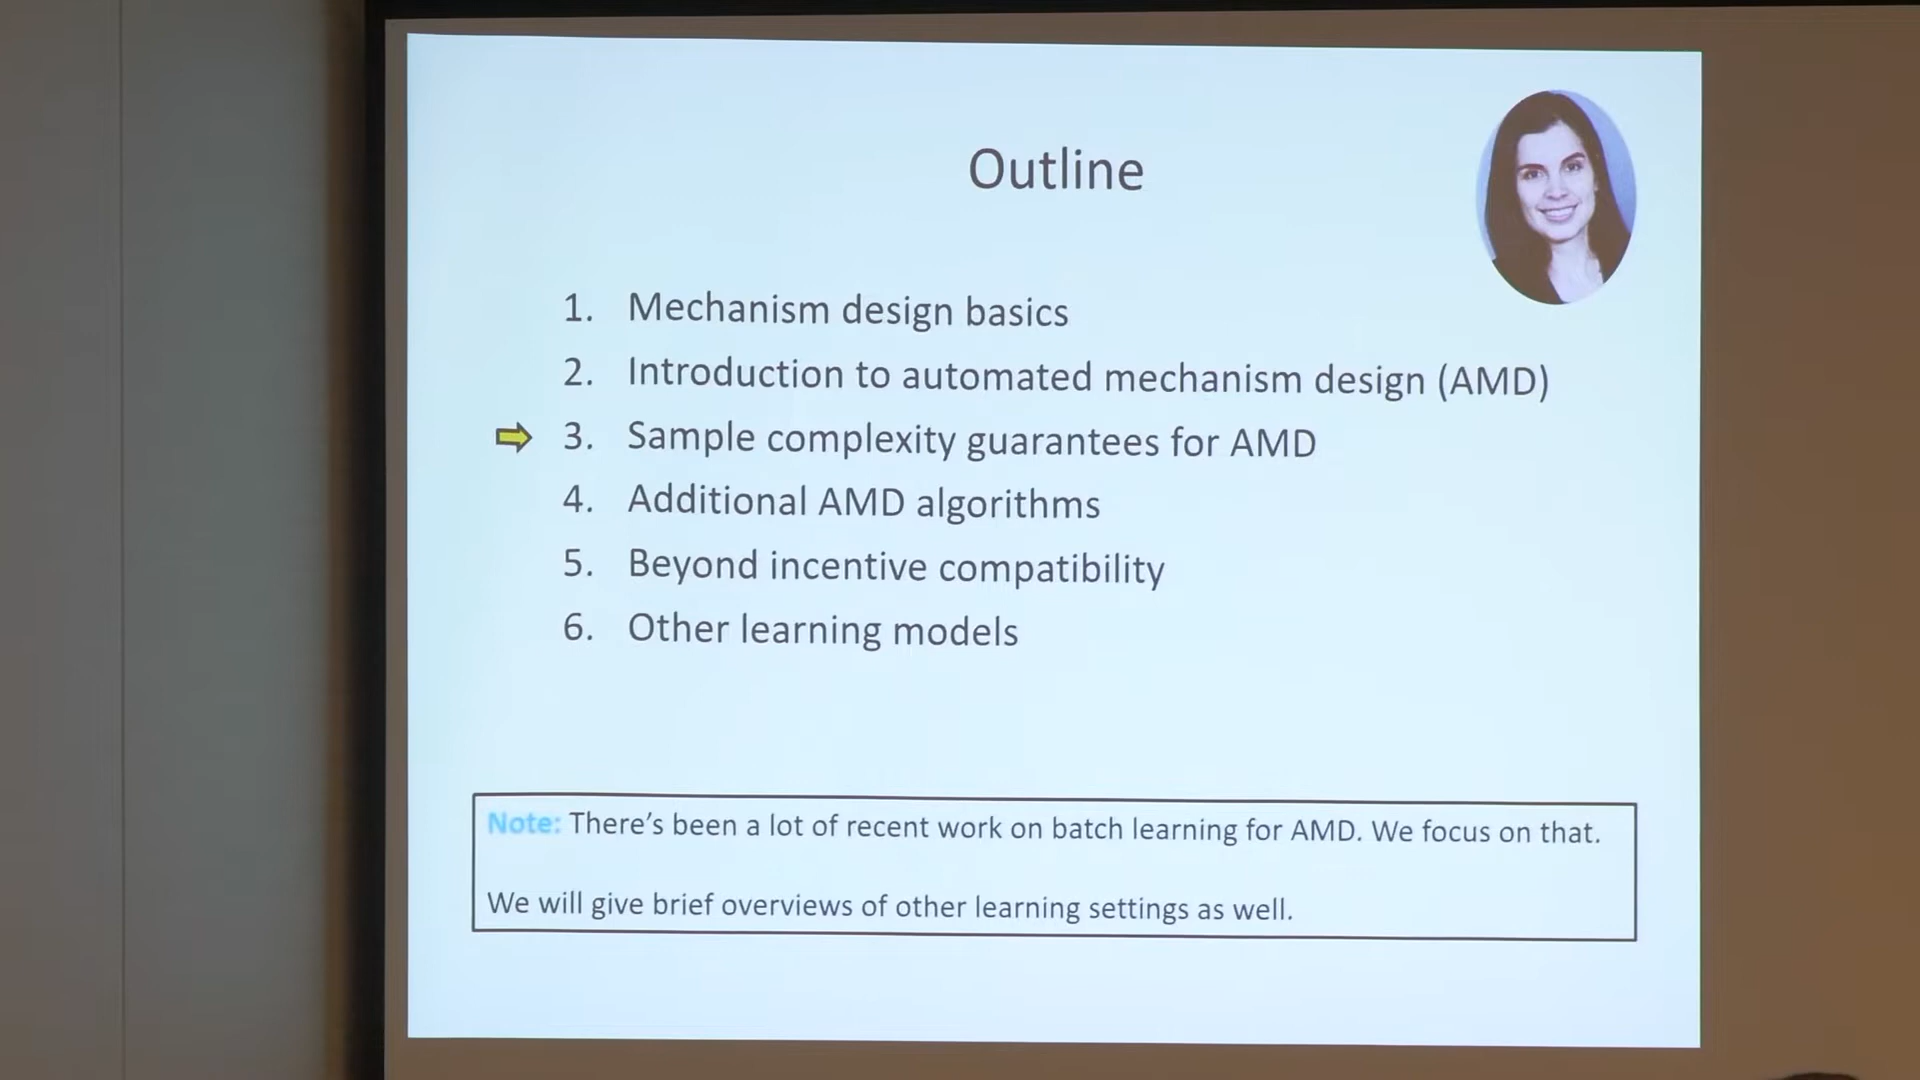 Outline
1. Mechanism design basics
2. Introduction to automated mechanism design (AMD)
3. Sample complexity guarantees for AMD
4. Additional AMD algorithms
5. Beyond incentive compatibility
6. Other learning models
Note: There’s been a lot of recent work on batch learning for AMD. We focus on that.
We will give brief overviews of other learning settings as well.